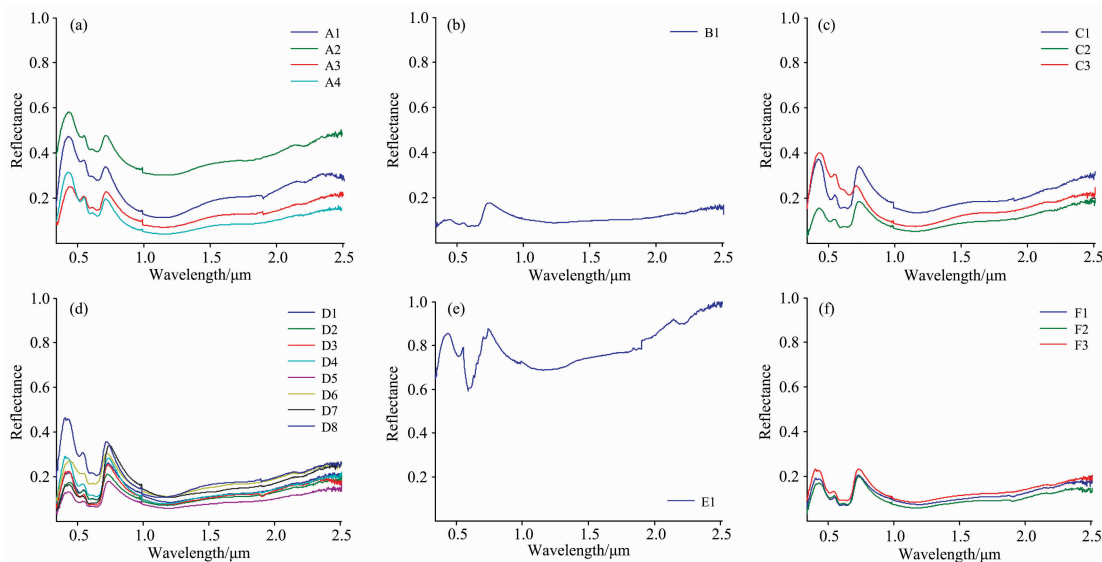 (a)
A1
A2
A3
A4
1.0
0.8
0.6
0.4
0.2
Reflectance
0.5 1.0 1.5 2.0 2.5
Wavelength/μm
(b)
B1
1.0
0.8
0.6
0.4
0.2
Reflectance
0.5 1.0 1.5 2.0 2.5
Wavelength/μm
(c)
C1
C2
C3
1.0
0.8
0.6
0.4
0.2
Reflectance
0.5 1.0 1.5 2.0 2.5
Wavelength/μm
(d)
D1
D2
D3
D4
D5
D6
D7
D8
1.0
0.8
0.6
0.4
0.2
Reflectance
0.5 1.0 1.5 2.0 2.5
Wavelength/μm
(e)
E1
1.0
0.8
0.6
0.4
0.2
Reflectance
0.5 1.0 1.5 2.0 2.5
Wavelength/μm
(f)
F1
F2
F3
1.0
0.8
0.6
0.4
0.2
Reflectance
0.5 1.0 1.5 2.0 2.5
Wavelength/μm